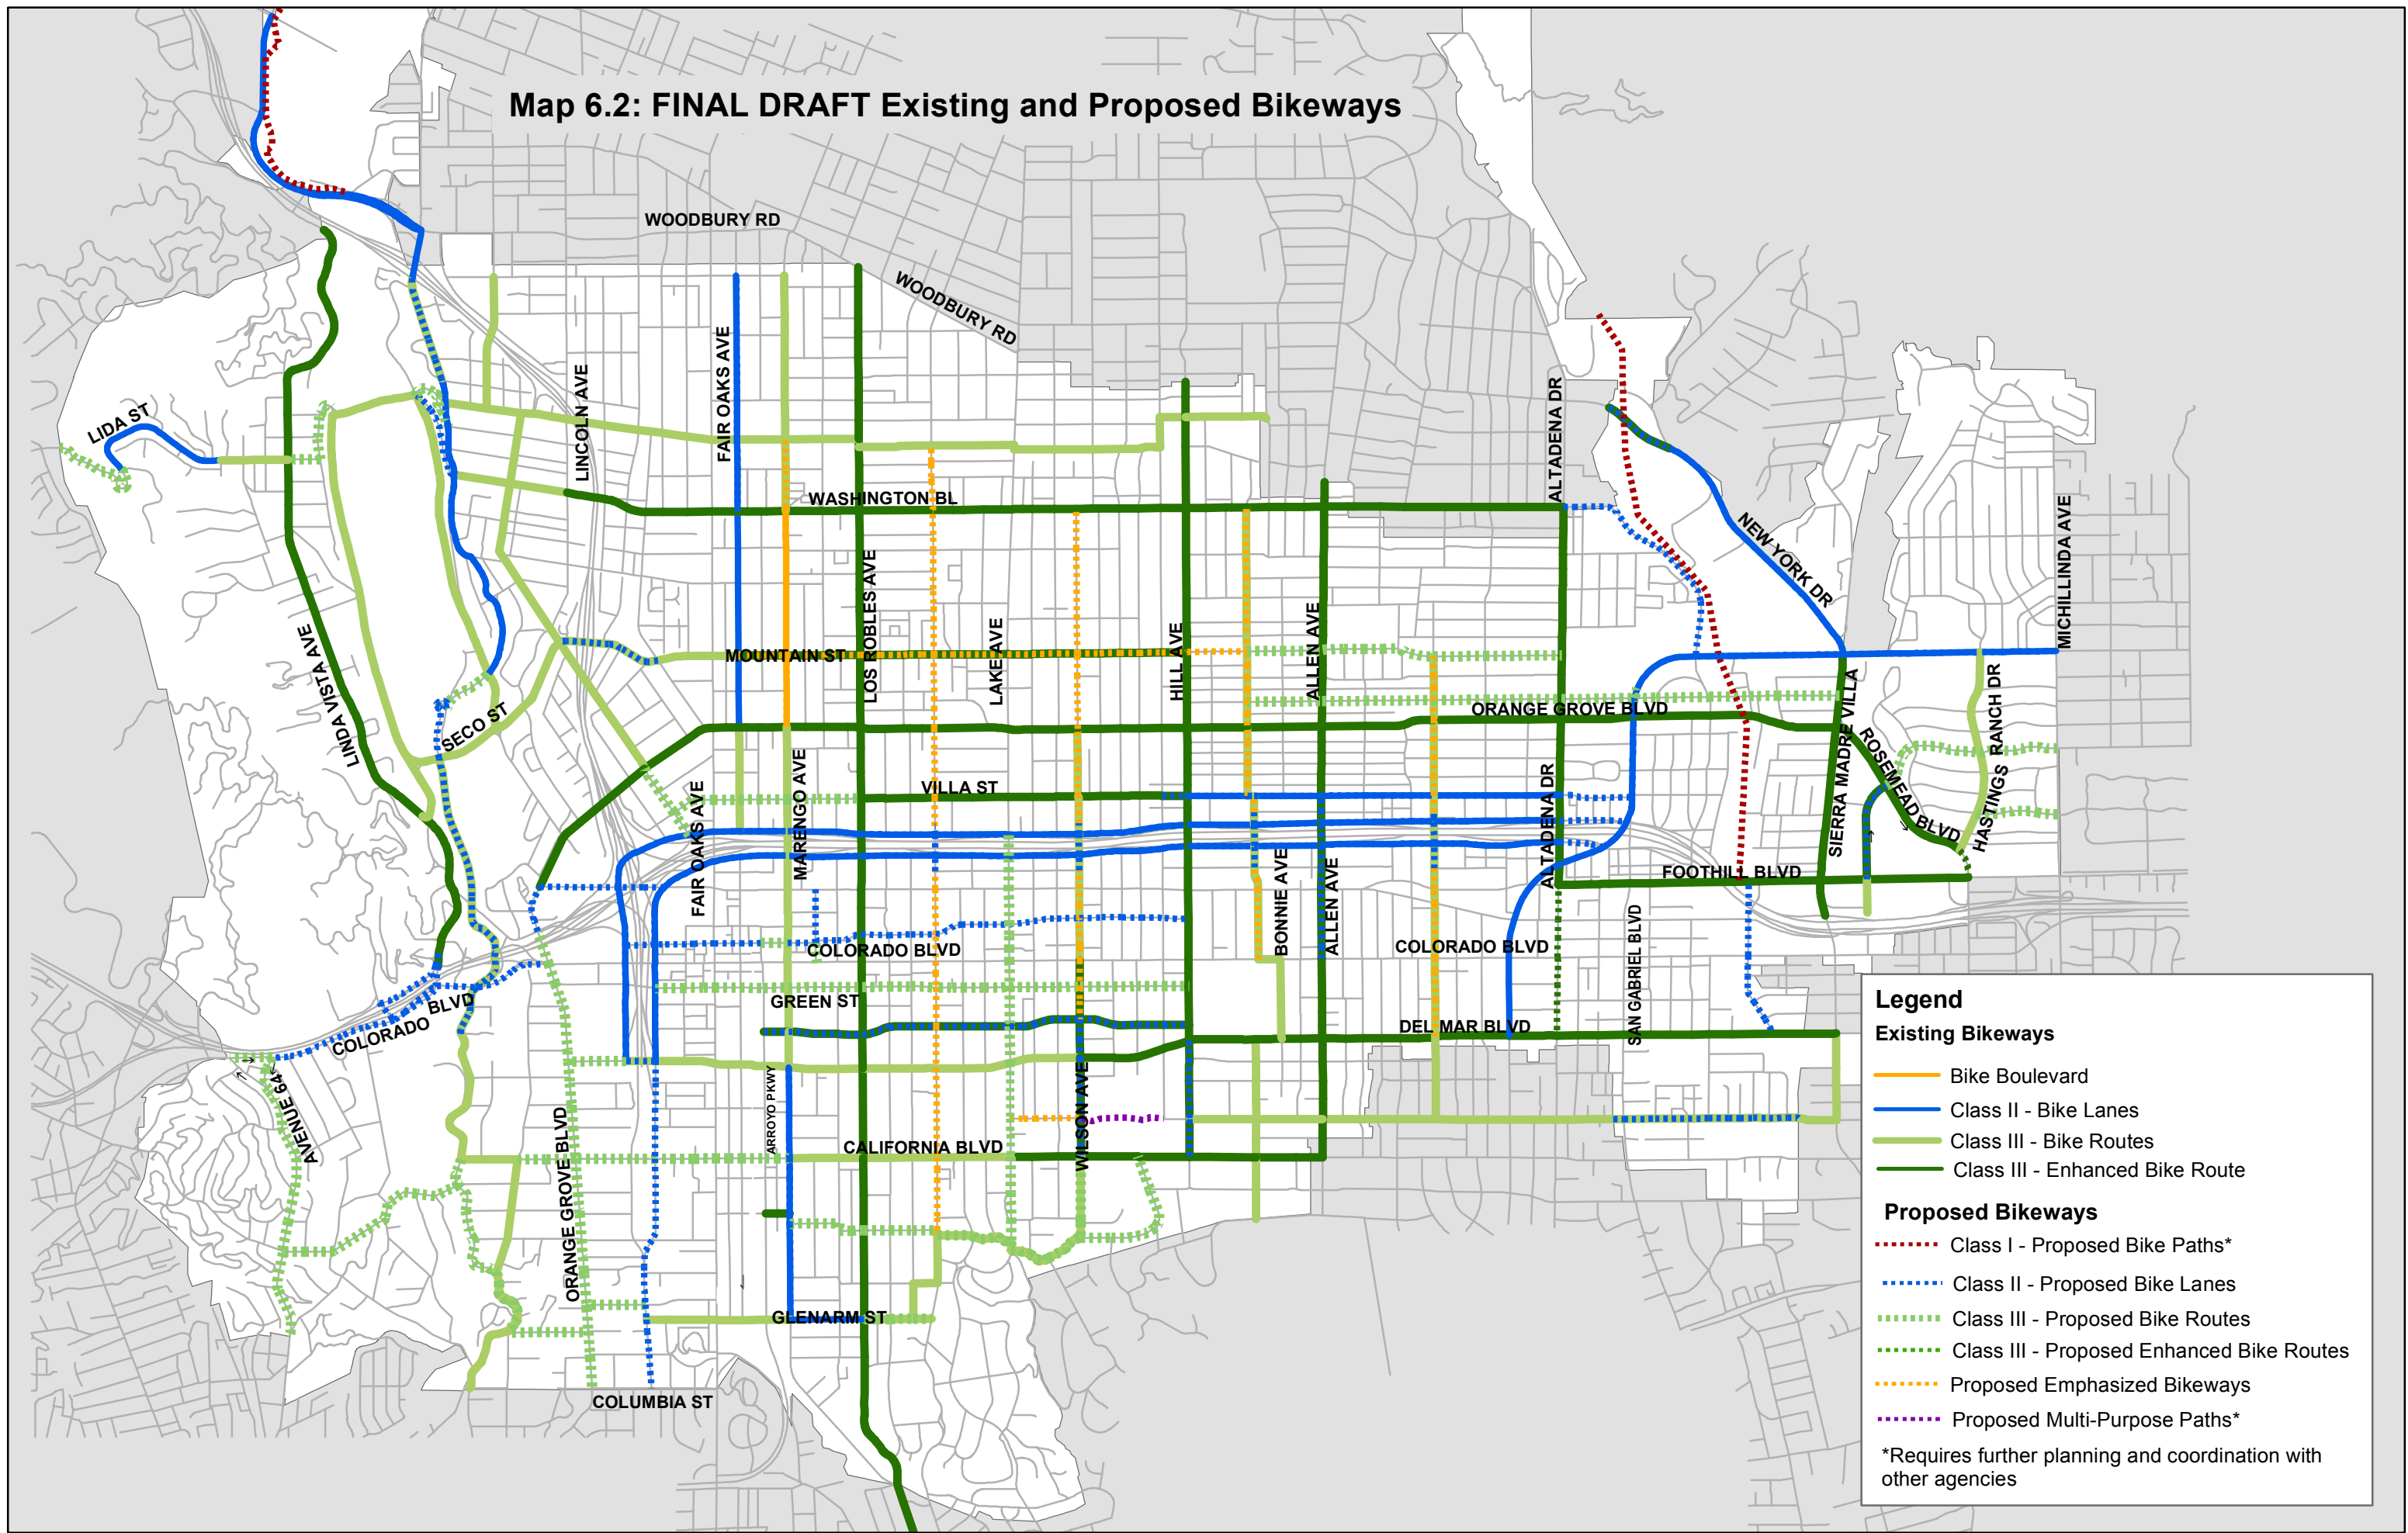 Map 6.2: FINAL DRAFT Existing and Proposed Bikeways
WOODBURY RD
WOODBURY RD
LIDA ST
LINCOLN AVE
FAIR OAKS AVE
ALTADENA DR
WASHINGTON BL
NEW YORK DR
MICHILINDA AVE
LINDA VISTA AVE
LOS ROBLES AVE
LAKE AVE
HILL AVE
ALLEN AVE
MOUNTAIN ST
SECO ST
ORANGE GROVE BLVD
SIERRA MADRE VILLA
ROSEMEAD BLVD
HASTINGS RANCH DR
FAIR OAKS AVE
MARENGO AVE
VILLA ST
ALTADENA DR
BONNIE AVE
ALLEN AVE
FOOTHILL BLVD
COLORADO BLVD
COLORADO BLVD
SAN GABRIEL BLVD
GREEN ST
COLORADO BLVD
DEL MAR BLVD
AVENUE 64
ORANGE GROVE BLVD
ARROYO PKWY
WILSON AVE
CALIFORNIA BLVD
GLENARM ST
COLUMBIA ST
Legend
Existing Bikeways
Bike Boulevard
Class II - Bike Lanes
Class III - Bike Routes
Class III - Enhanced Bike Route
Proposed Bikeways
Class I - Proposed Bike Paths*
Class II - Proposed Bike Lanes
Class III - Proposed Bike Routes
Class III - Proposed Enhanced Bike Routes
Proposed Emphasized Bikeways
Proposed Multi-Purpose Paths*
*Requires further planning and coordination with
other agencies